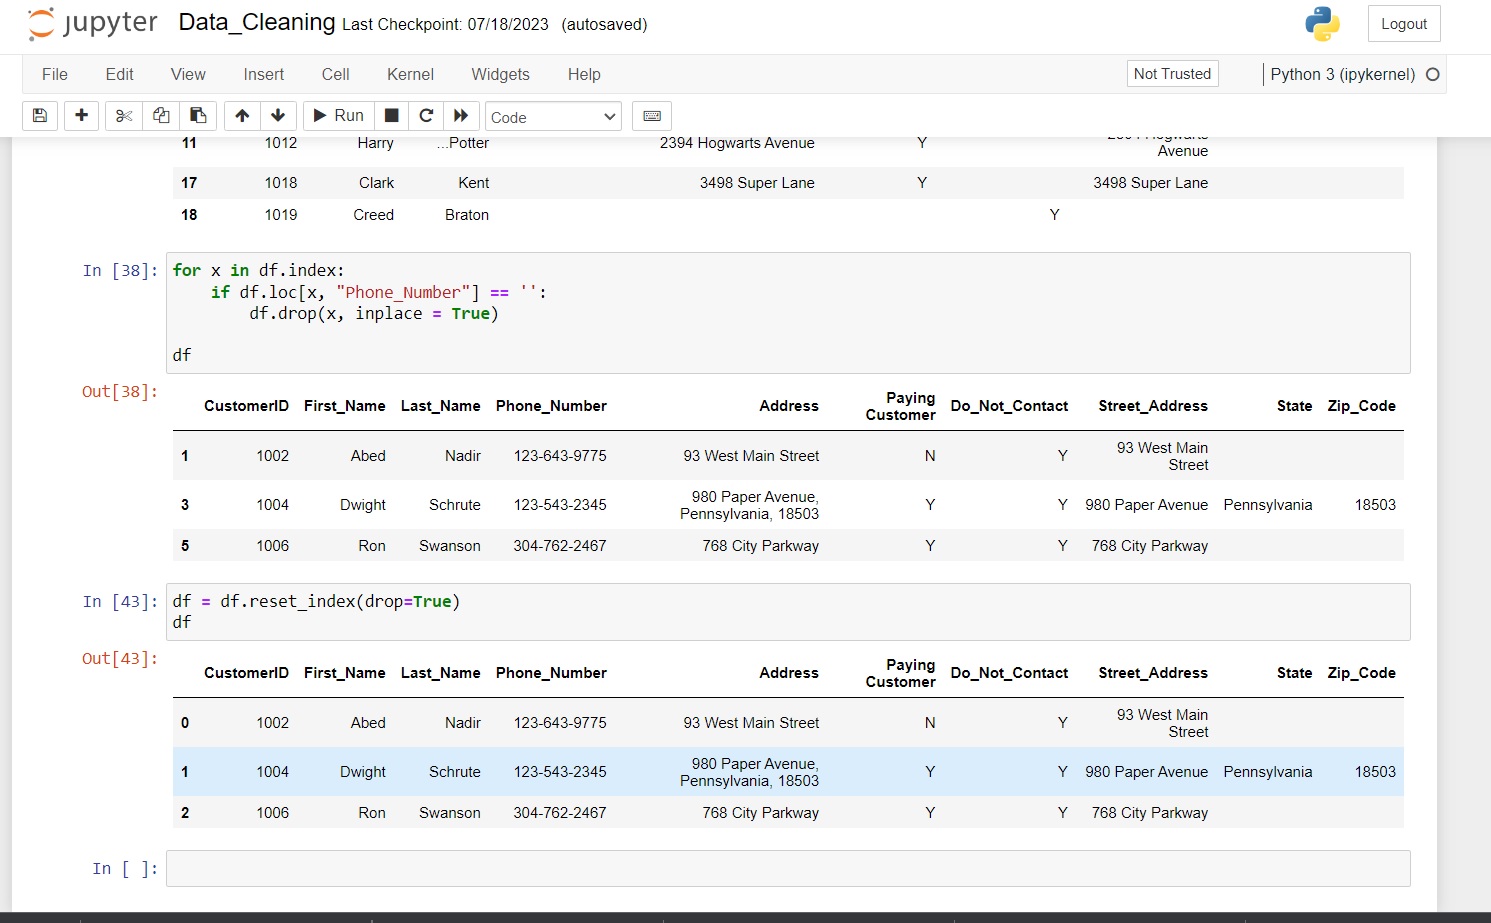 jupyter Data_Cleaning Last Checkpoint: 07/18/2023 (autosaved) Logout
File Edit View Insert Cell Kernel Widgets Help Not Trusted Python 3 (ipykernel)
Run Code
11 1012 Harry ...Potter 2394 Hogwarts Avenue Y 2394 Hogwarts
Avenue
17 1018 Clark Kent 3498 Super Lane Y 3498 Super Lane
18 1019 Creed Braton Y
In [38]: for x in df.index:
if df.loc[x, "Phone_Number"] == '':
df.drop(x, inplace = True)
df
Out[38]:
CustomerID First_Name Last_Name Phone_Number Address Paying Customer Do_Not_Contact Street_Address State Zip_Code
1 1002 Abed Nadir 123-643-9775 93 West Main Street N Y 93 West Main
Street
3 1004 Dwight Schrute 123-543-2345 980 Paper Avenue, Pennsylvania, 18503 Y Y 980 Paper Avenue Pennsylvania 18503
5 1006 Ron Swanson 304-762-2467 768 City Parkway Y Y 768 City Parkway
In [43]: df = df.reset_index(drop=True)
df
Out[43]:
CustomerID First_Name Last_Name Phone_Number Address Paying Customer Do_Not_Contact Street_Address State Zip_Code
0 1002 Abed Nadir 123-643-9775 93 West Main Street N Y 93 West Main
Street
1 1004 Dwight Schrute 123-543-2345 980 Paper Avenue, Pennsylvania, 18503 Y Y 980 Paper Avenue Pennsylvania 18503
2 1006 Ron Swanson 304-762-2467 768 City Parkway Y Y 768 City Parkway
In [ ]: